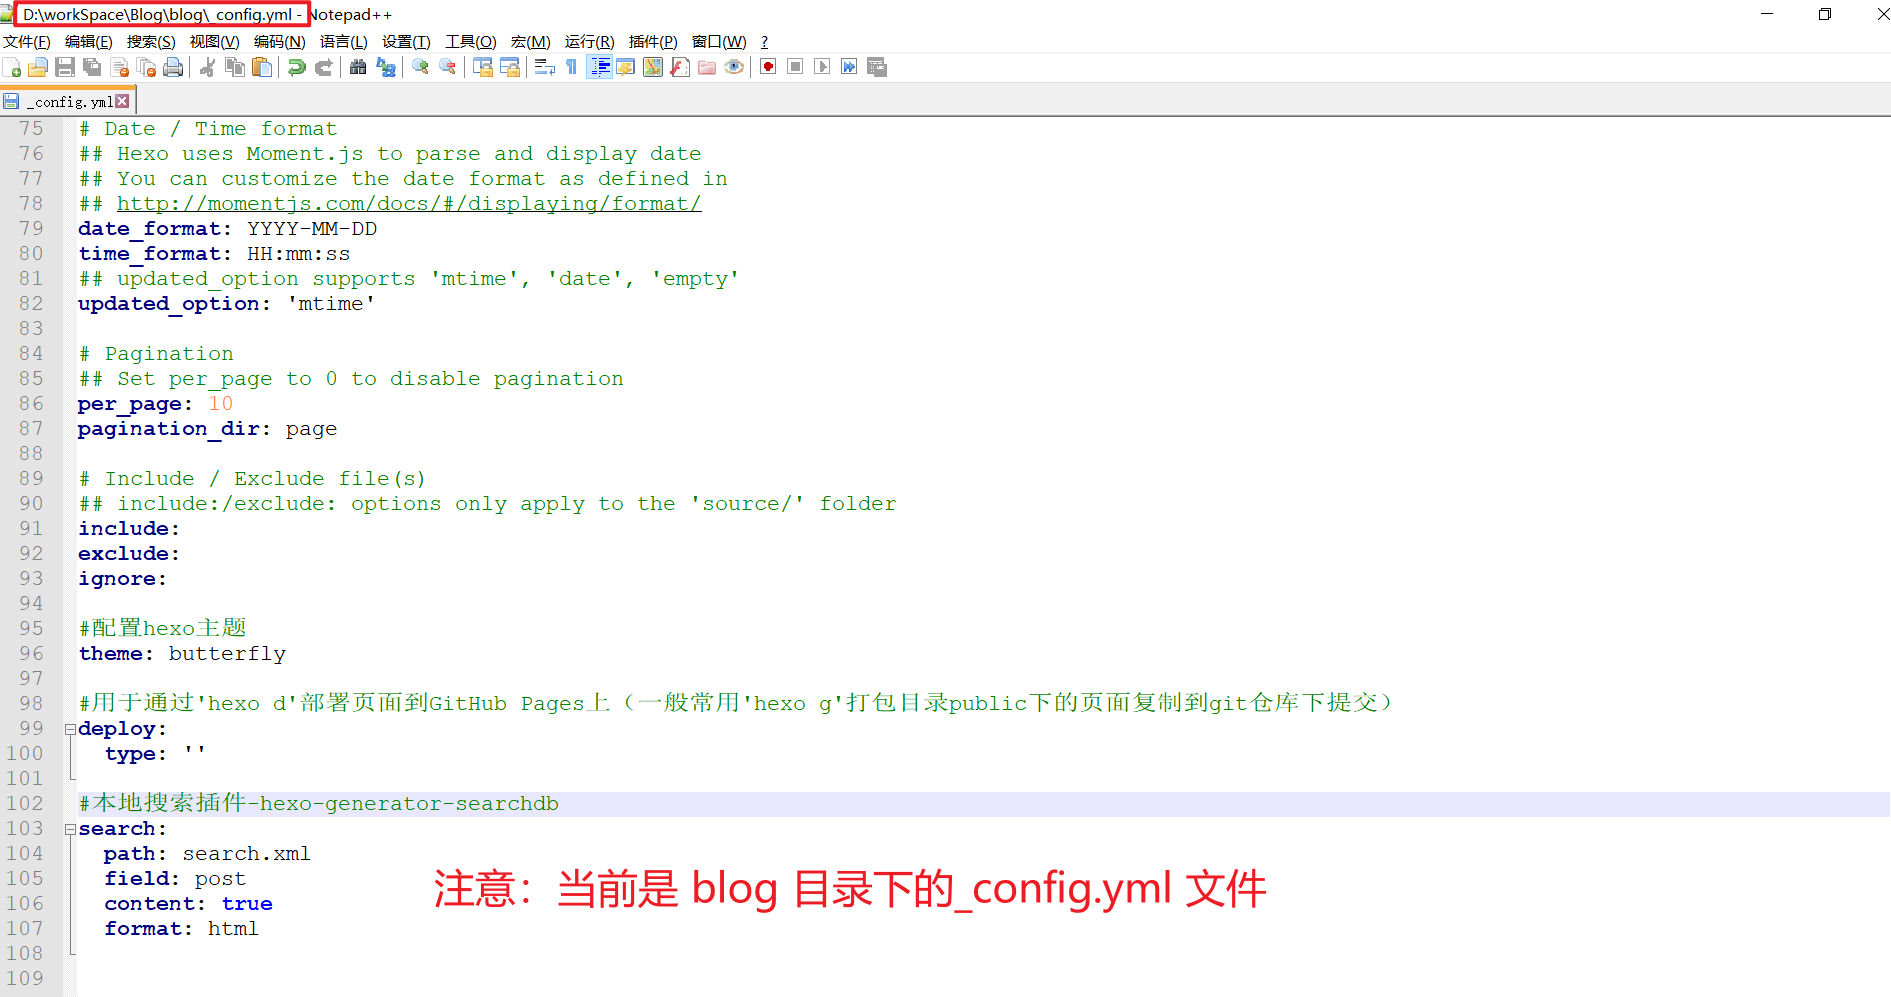 D:\workSpace\Blog\blog\_config.yml - Notepad++
文件(F) 编辑(E) 搜索(S) 视图(V) 编码(N) 语言(L) 设置(T) 工具(O) 宏(M) 运行(R) 插件(P) 窗口(W) ?
_config.yml
75 # Date / Time format
76 ## Hexo uses Moment.js to parse and display date
77 ## You can customize the date format as defined in
78 ## http://momentjs.com/docs/#/displaying/format/
79 date_format: YYYY-MM-DD
80 time_format: HH:mm:ss
81 ## updated_option supports 'mtime', 'date', 'empty'
82 updated_option: 'mtime'
83
84 # Pagination
85 ## Set per_page to 0 to disable pagination
86 per_page: 10
87 pagination_dir: page
88
89 # Include / Exclude file(s)
90 ## include:/exclude: options only apply to the 'source/' folder
91 include:
92 exclude:
93 ignore:
94
95 #配置hexo主题
96 theme: butterfly
97
98 #用于通过'hexo d'部署页面到GitHub Pages上（一般常用'hexo g'打包目录public下的页面复制到git仓库下提交）
99 deploy:
100 type: ''
101
102 #本地搜索插件-hexo-generator-searchdb
103 search:
104 path: search.xml
105 field: post
106 content: true
107 format: html
108
109
注意：当前是 blog 目录下的_config.yml 文件